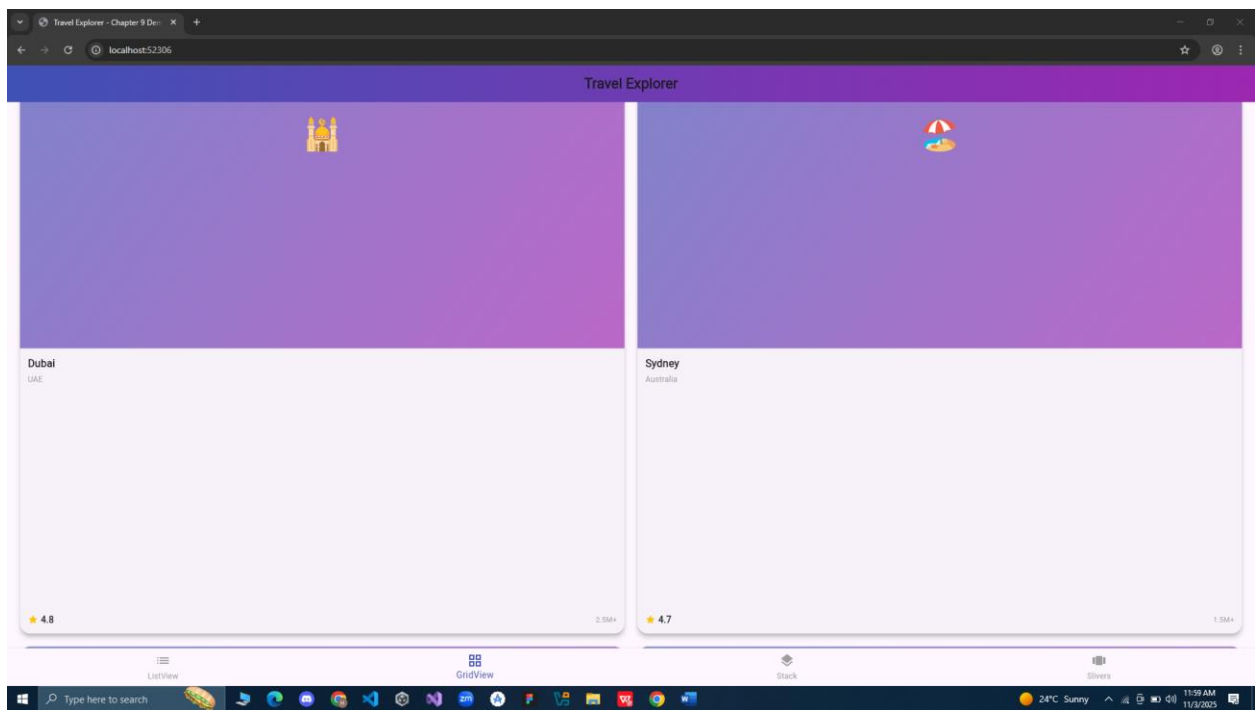 Travel Explorer - Chapter 9 Den
localhost:52306
Travel Explorer
Dubai
UAE
Sydney
Australia
4.8
2.5M+
4.7
1.5M+
ListView
GridView
Stack
Slivers
Type here to search
24°C Sunny
11:59 AM
11/3/2025